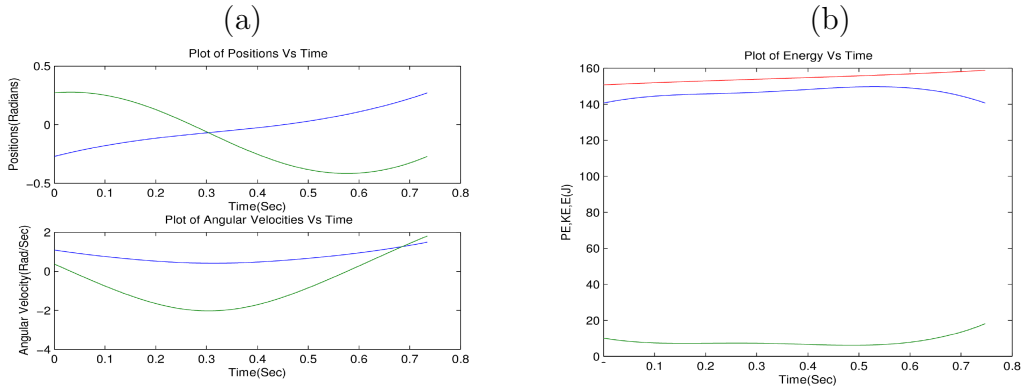 (a)
Plot of Positions Vs Time
Positions(Radians)
0.5
0
−0.5
0 0.1 0.2 0.3 0.4 0.5 0.6 0.7 0.8
Time(Sec)
Plot of Angular Velocities Vs Time
Angular Velocity(Rad/Sec)
2
0
−2
−4
0 0.1 0.2 0.3 0.4 0.5 0.6 0.7 0.8
Time(Sec)
(b)
Plot of Energy Vs Time
PE,KE,E(J)
160
140
120
100
80
60
40
20
0
0.1 0.2 0.3 0.4 0.5 0.6 0.7 0.8
Time(Sec)